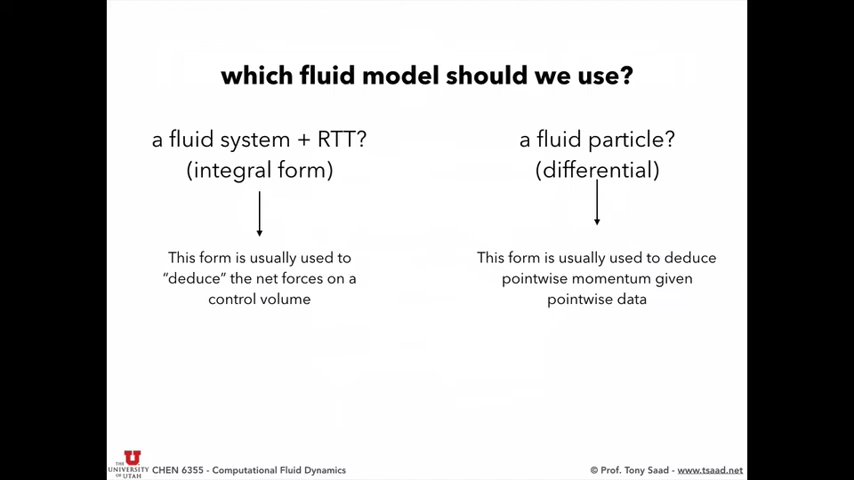 which fluid model should we use?
a fluid system + RTT?
(integral form)
This form is usually used to
“deduce” the net forces on a
control volume
a fluid particle?
(differential)
This form is usually used to deduce
pointwise momentum given
pointwise data
THE
UNIVERSITY
OF UTAH
CHEN 6355 - Computational Fluid Dynamics
© Prof. Tony Saad - www.tsaad.net